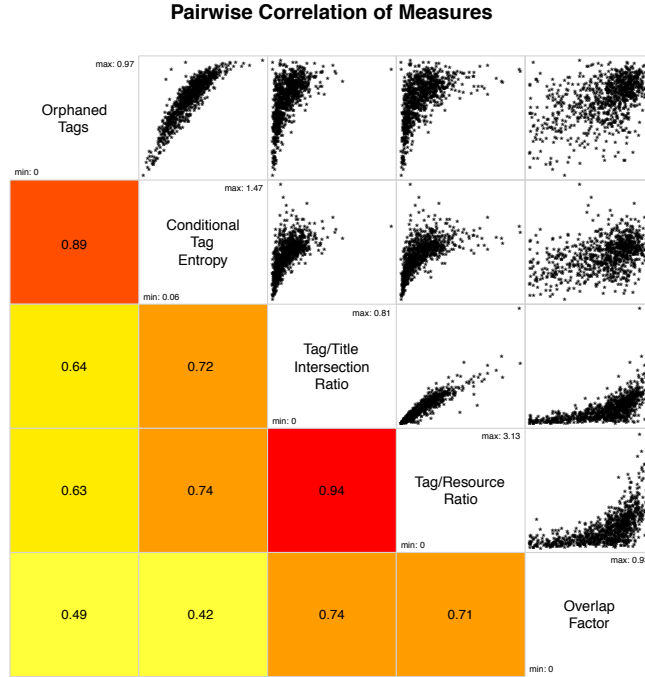 Pairwise Correlation of Measures
max: 0.97
Orphaned
Tags
min: 0
max: 1.47
0.89
Conditional
Tag
Entropy
min: 0.06
max: 0.81
0.64
0.72
Tag/Title
Intersection
Ratio
min: 0
max: 3.13
0.63
0.74
0.94
Tag/Resource
Ratio
min: 0
0.49
0.42
0.74
0.71
Overlap
Factor
min: 0